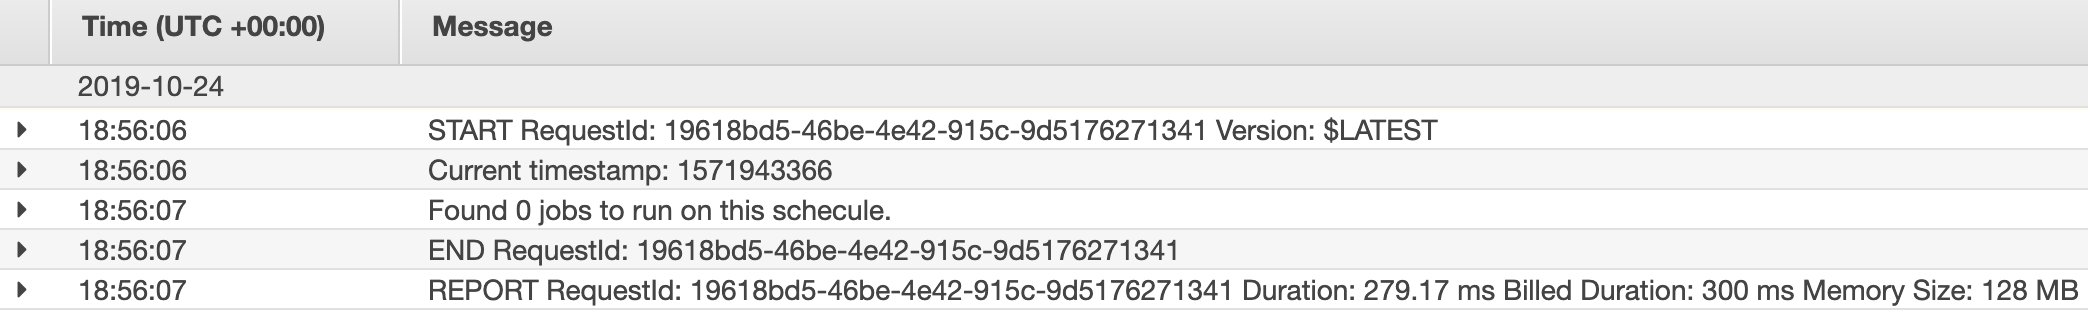 Time (UTC +00:00) Message
2019-10-24
18:56:06 START RequestId: 19618bd5-46be-4e42-915c-9d5176271341 Version: $LATEST
18:56:06 Current timestamp: 1571943366
18:56:07 Found 0 jobs to run on this schecule.
18:56:07 END RequestId: 19618bd5-46be-4e42-915c-9d5176271341
18:56:07 REPORT RequestId: 19618bd5-46be-4e42-915c-9d5176271341 Duration: 279.17 ms Billed Duration: 300 ms Memory Size: 128 MB